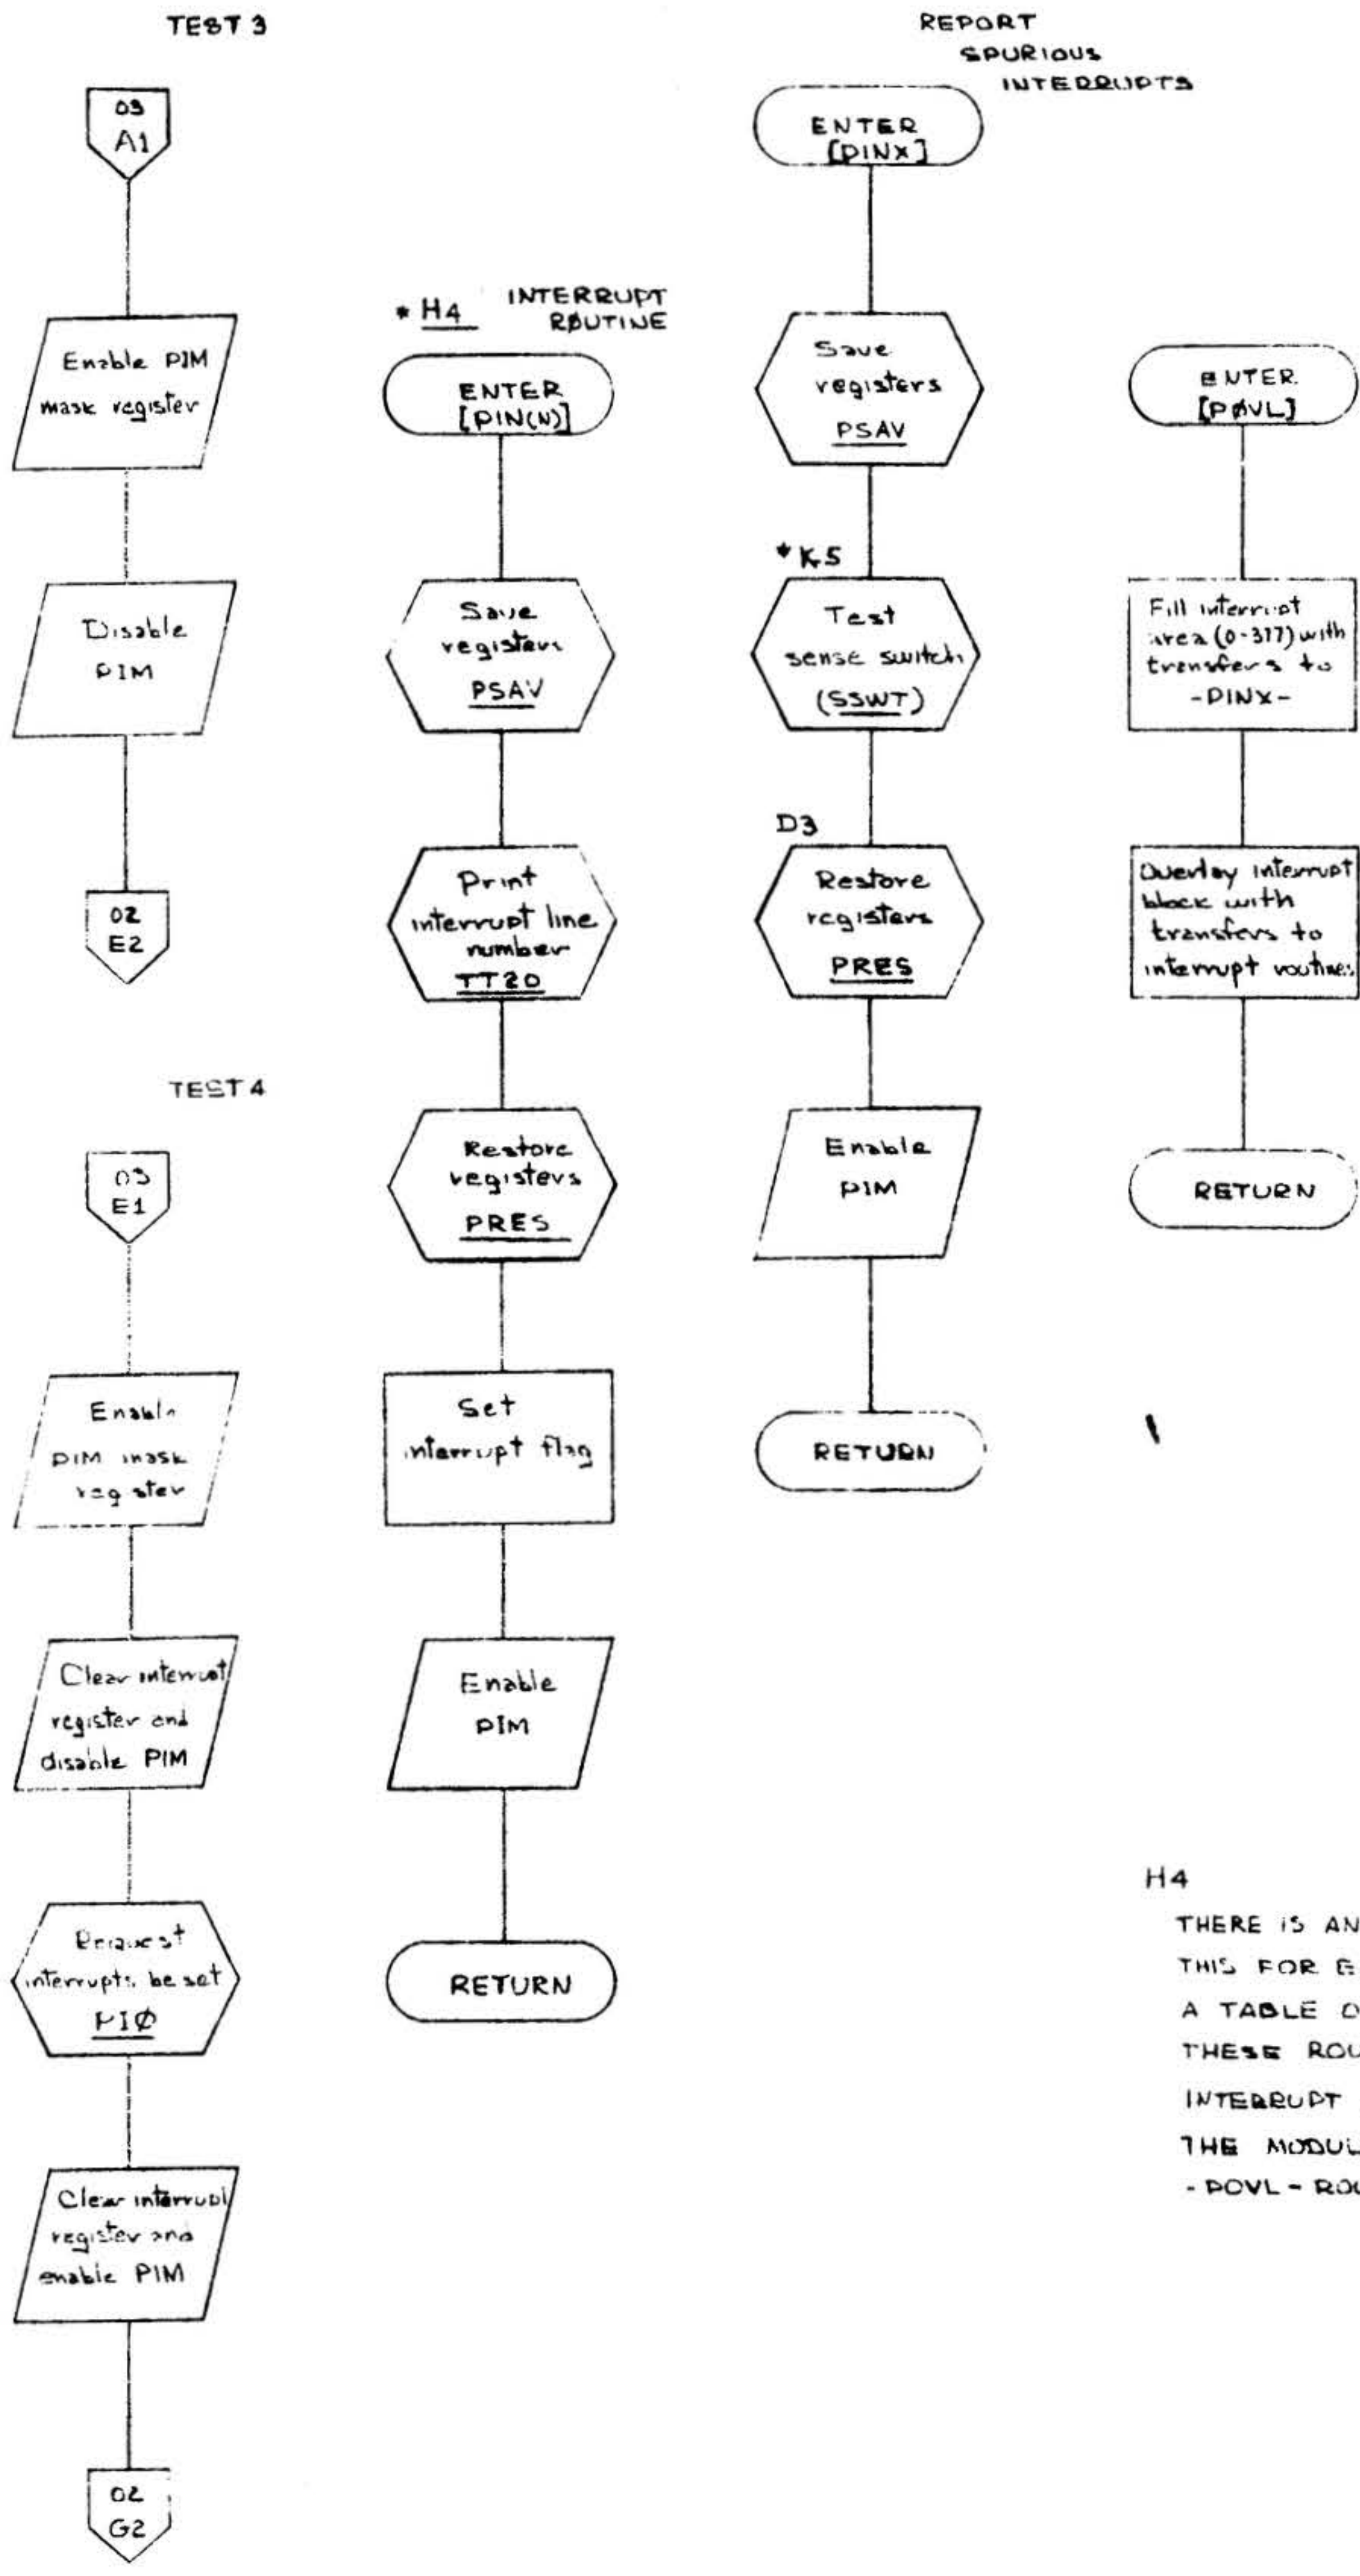 TEST 3
03
A1
Enable PIM
mask register
Disable
PIM
02
E2
TEST 4
03
E1
Enable
PIM mask
register
Clear interrupt
register and
disable PIM
Request
interrupts be set
PIØ
Clear interrupt
register and
enable PIM
02
G2
* H4 INTERRUPT
RØUTINE
ENTER
[PIN(N)]
Save
registers
PSAV
Print
interrupt line
number
TT20
Restore
registers
PRES
Set
interrupt flag
Enable
PIM
RETURN
REPORT
SPURIOUS
INTERRUPTS
ENTER
[PINX]
Save
registers
PSAV
* K5
Test
sense switch
(SSWT)
D3
Restore
registers
PRES
Enable
PIM
RETURN
ENTER
[PØVL]
Fill interrupt
area (0-377) with
transfers to
-PINX-
Overlay interrupt
block with
transfers to
interrupt routines
RETURN
H4
THERE IS AN
THIS FOR E
A TABLE O
THESE ROU
INTERRUPT
THE MODUL
- POVL - ROU